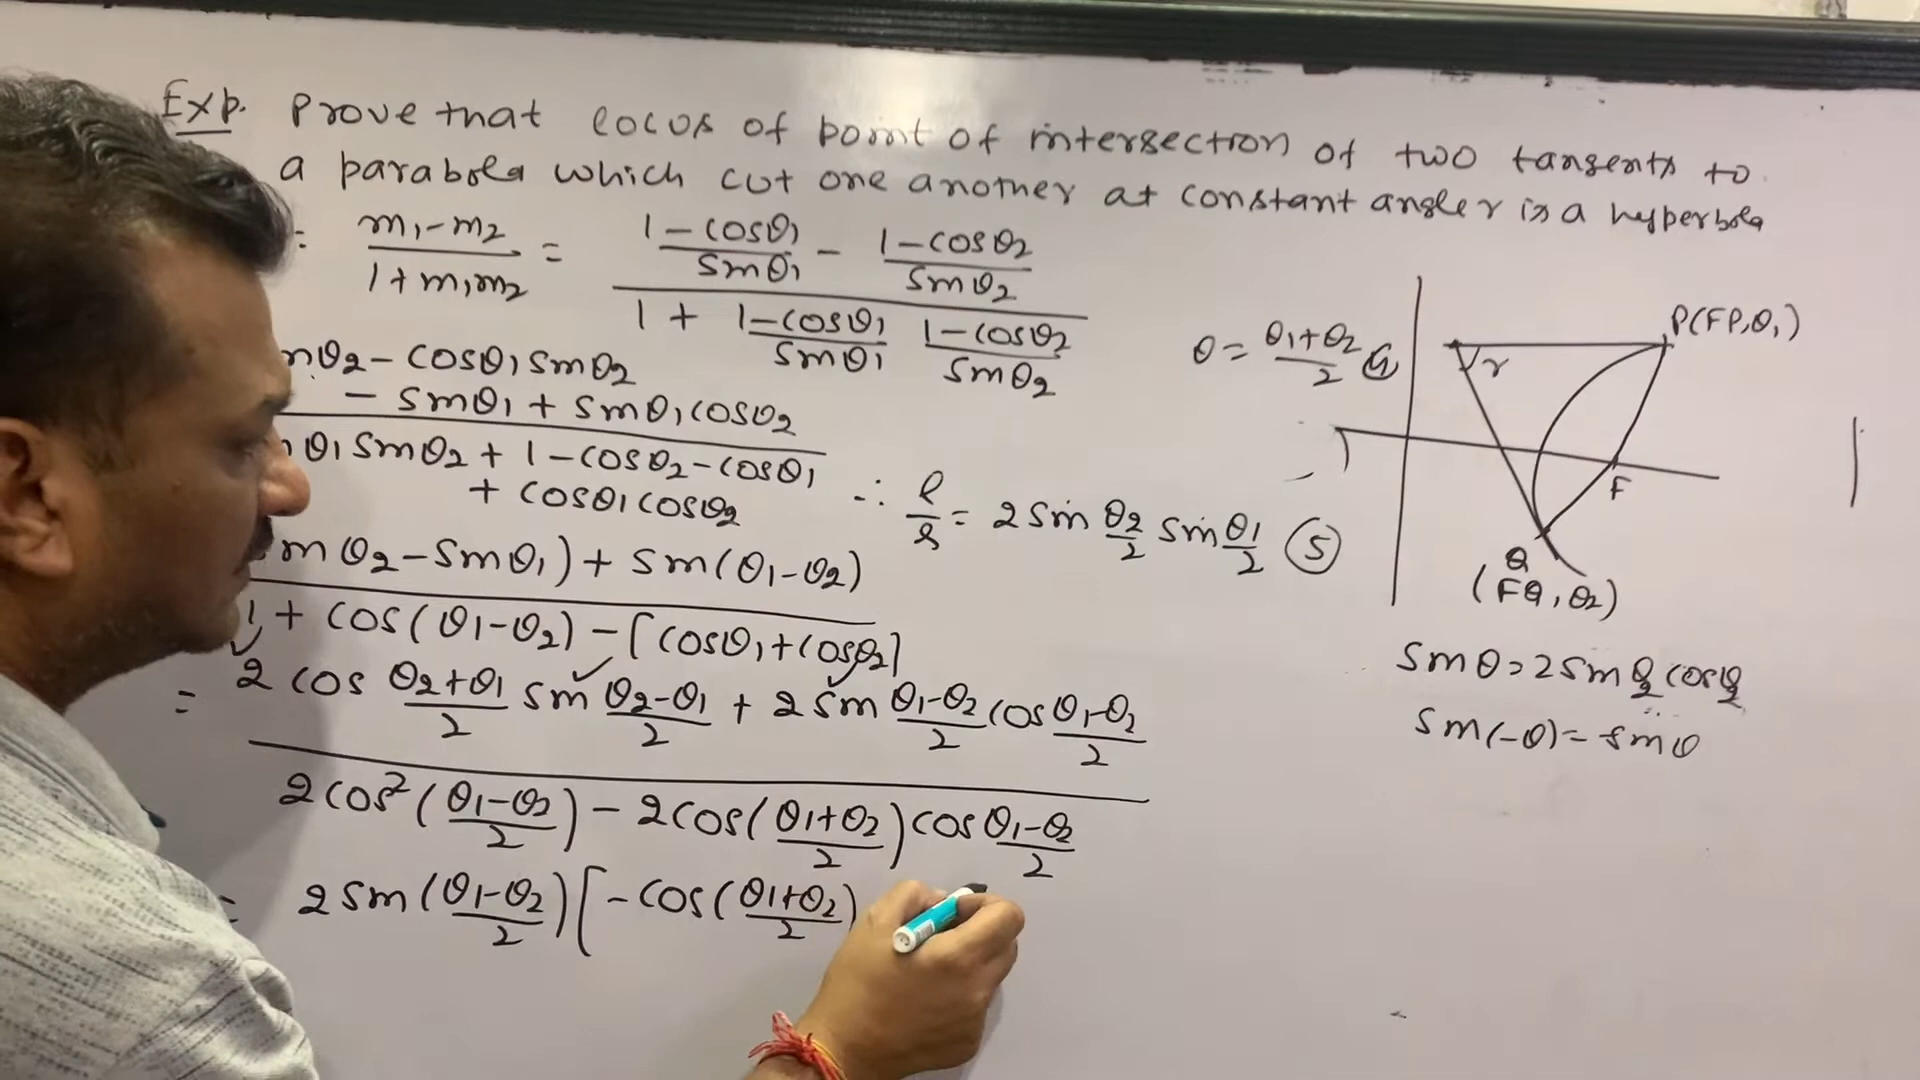 Exp. Prove that locus of point of intersection of two tangents to
a parabola which cut one another at constant angle γ is a hyperbola
= m₁-m₂ / 1+m₁m₂ = (1-cosθ₁ / sinθ₁ - 1-cosθ₂ / sinθ₂) / (1 + 1-cosθ₁ / sinθ₁ 1-cosθ₂ / sinθ₂)
nθ₂ - cosθ₁ sinθ₂
- sinθ₁ + sinθ₁ cosθ₂
θ₁ sinθ₂ + 1 - cosθ₂ - cosθ₁
+ cosθ₁ cosθ₂
inθ₂ - sinθ₁) + sin(θ₁-θ₂)
1 + cos(θ₁-θ₂) - [cosθ₁ + cosθ₂]
= 2 cos θ₂+θ₁ / 2 sin θ₂-θ₁ / 2 + 2 sin θ₁-θ₂ / 2 cos θ₁-θ₂ / 2
2cos² (θ₁-θ₂ / 2) - 2cos(θ₁+θ₂ / 2) cos θ₁-θ₂ / 2
= 2 sin (θ₁-θ₂ / 2) [-cos (θ₁+θ₂ / 2)
θ = θ₁+θ₂ / 2 ④
∴ l/r = 2 sin θ₂/2 sin θ₁/2 ⑤
P(FP, θ₁)
γ
F
Q
(FQ, θ₂)
sinθ = 2 sin θ/2 cos θ/2
sin(-θ) = -sinθ